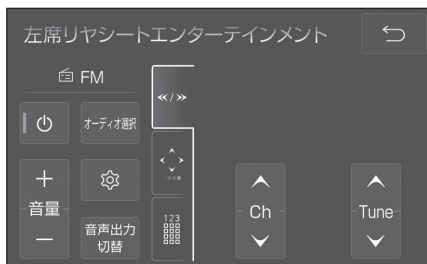 左席リヤシートエンターテインメント
FM
オーディオ選択
音量
音声出力
切替
123
Ch
Tune